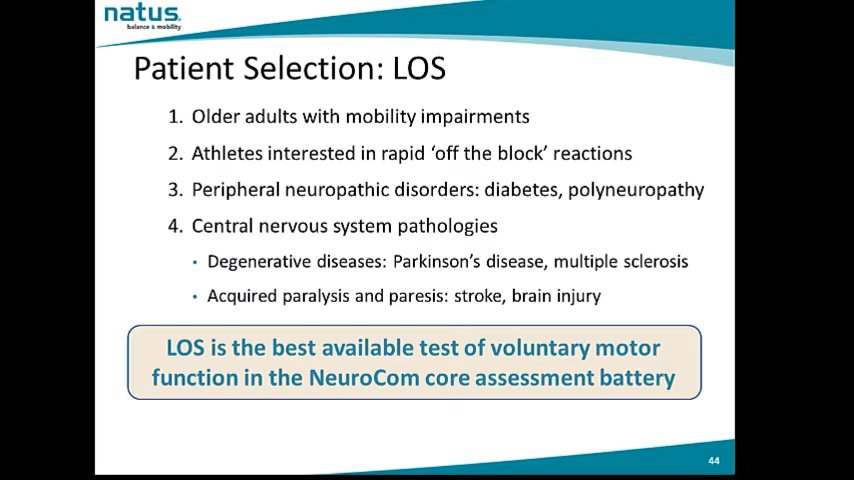 natus.
balance & mobility
Patient Selection: LOS
1. Older adults with mobility impairments
2. Athletes interested in rapid ‘off the block’ reactions
3. Peripheral neuropathic disorders: diabetes, polyneuropathy
4. Central nervous system pathologies
• Degenerative diseases: Parkinson’s disease, multiple sclerosis
• Acquired paralysis and paresis: stroke, brain injury
LOS is the best available test of voluntary motor
function in the NeuroCom core assessment battery
44